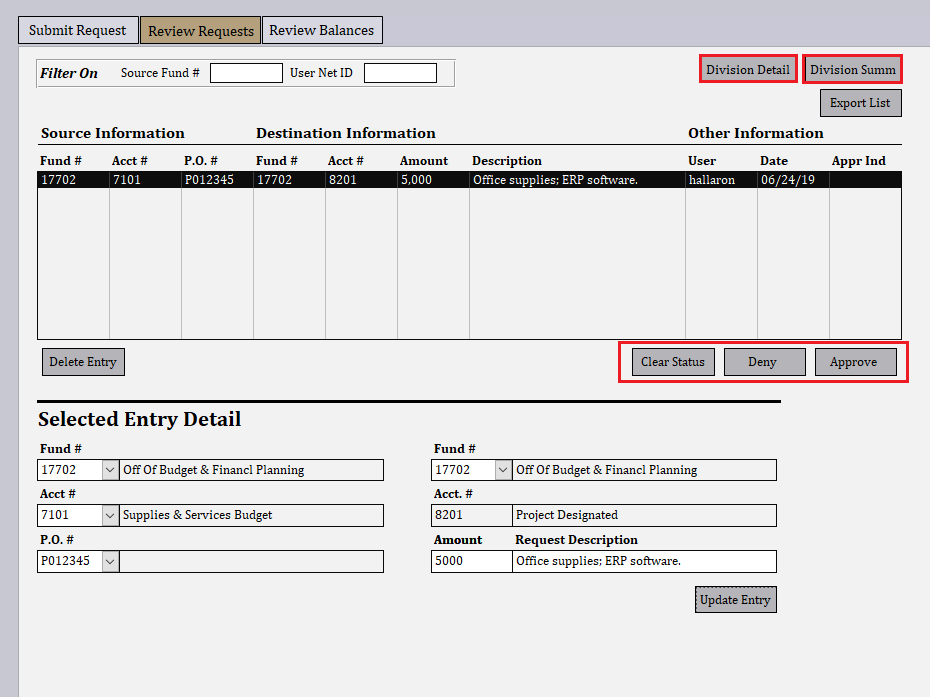 Submit Request Review Requests Review Balances
Filter On Source Fund # User Net ID Division Detail Division Summ
Export List
Source Information Destination Information Other Information
Fund # Acct # P.O. # Fund # Acct # Amount Description User Date Appr Ind
17702 7101 P012345 17702 8201 5,000 Office supplies; ERP software. hallaron 06/24/19
Delete Entry Clear Status Deny Approve
Selected Entry Detail
Fund # Fund #
17702 Off Of Budget & Financl Planning 17702 Off Of Budget & Financl Planning
Acct # Acct. #
7101 Supplies & Services Budget 8201 Project Designated
P.O. # Amount Request Description
P012345 5000 Office supplies; ERP software.
Update Entry